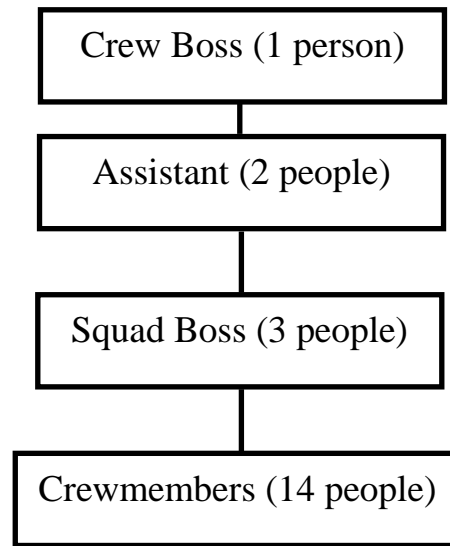 Crew Boss (1 person)
Assistant (2 people)
Squad Boss (3 people)
Crewmembers (14 people)